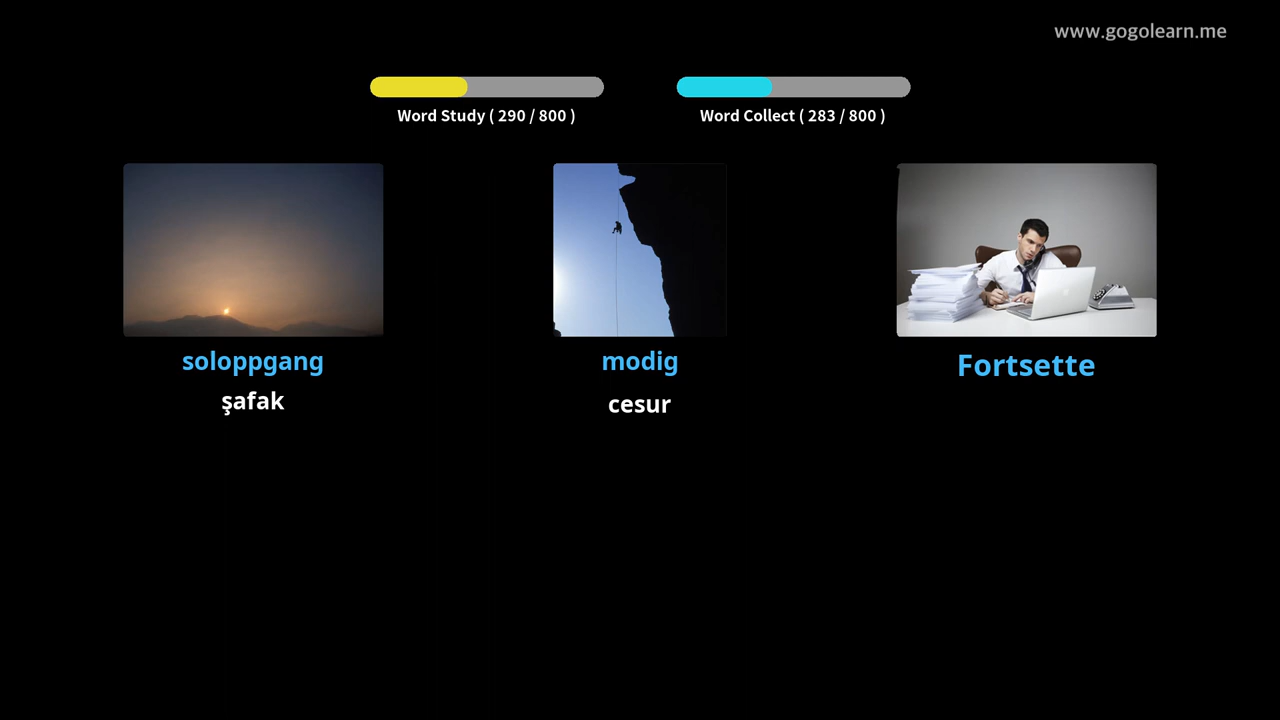 www.gogolearn.me
Word Study ( 290 / 800 )
Word Collect ( 283 / 800 )
soloppgang
şafak
modig
cesur
Fortsette